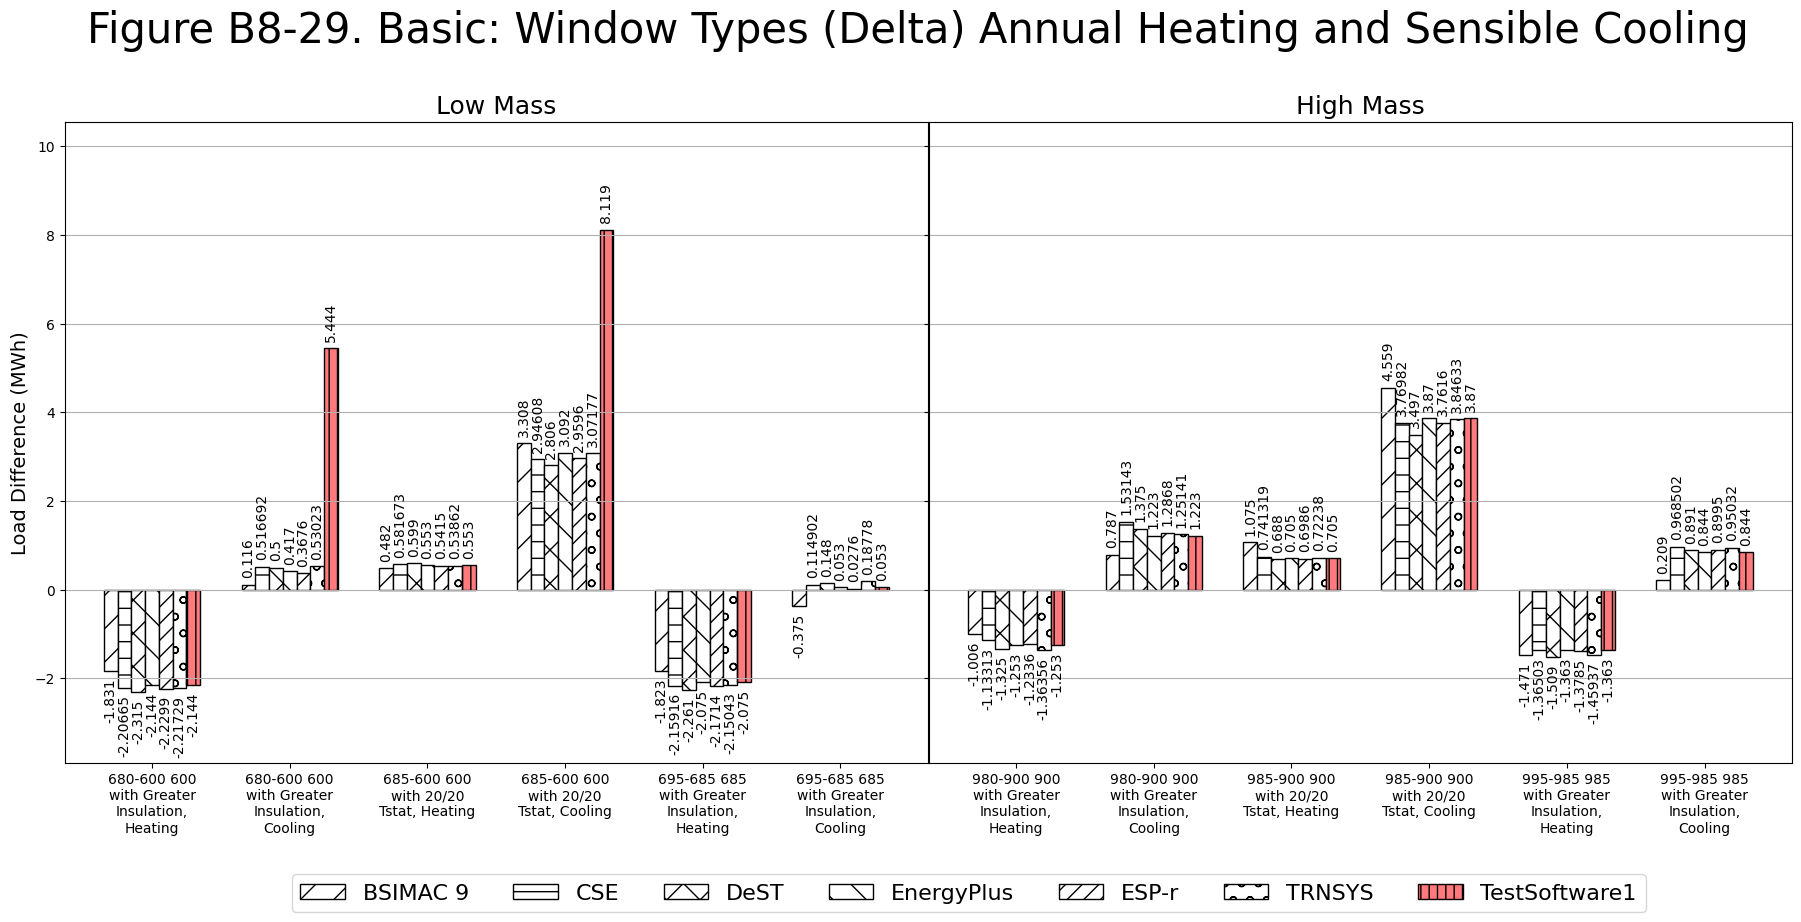 Figure B8-29. Basic: Window Types (Delta) Annual Heating and Sensible Cooling
Low Mass
High Mass
Load Difference (MWh)
10
8
6
4
2
0
−2
-1.831
-2.20665
-2.315
-2.144
-2.2299
-2.21729
-2.144
0.116
0.516692
0.5
0.417
0.3676
0.53023
5.444
0.482
0.581673
0.599
0.553
0.5415
0.53862
0.553
3.308
2.94608
2.806
3.092
2.9596
3.07177
8.119
-1.823
-2.15916
-2.261
-2.075
-2.1714
-2.15043
-2.075
-0.375
0.114902
0.148
0.053
0.0276
0.18778
0.053
-1.006
-1.13313
-1.325
-1.253
-1.2336
-1.36356
-1.253
0.787
1.53143
1.375
1.223
1.2868
1.25141
1.223
1.075
0.741319
0.688
0.705
0.6986
0.72238
0.705
4.559
3.76982
3.497
3.87
3.7616
3.84633
3.87
-1.471
-1.36503
-1.509
-1.363
-1.3785
-1.45937
-1.363
0.209
0.968502
0.891
0.844
0.8995
0.95032
0.844
680-600 600
with Greater
Insulation,
Heating
680-600 600
with Greater
Insulation,
Cooling
685-600 600
with 20/20
Tstat, Heating
685-600 600
with 20/20
Tstat, Cooling
695-685 685
with Greater
Insulation,
Heating
695-685 685
with Greater
Insulation,
Cooling
980-900 900
with Greater
Insulation,
Heating
980-900 900
with Greater
Insulation,
Cooling
985-900 900
with 20/20
Tstat, Heating
985-900 900
with 20/20
Tstat, Cooling
995-985 985
with Greater
Insulation,
Heating
995-985 985
with Greater
Insulation,
Cooling
BSIMAC 9
CSE
DeST
EnergyPlus
ESP-r
TRNSYS
TestSoftware1